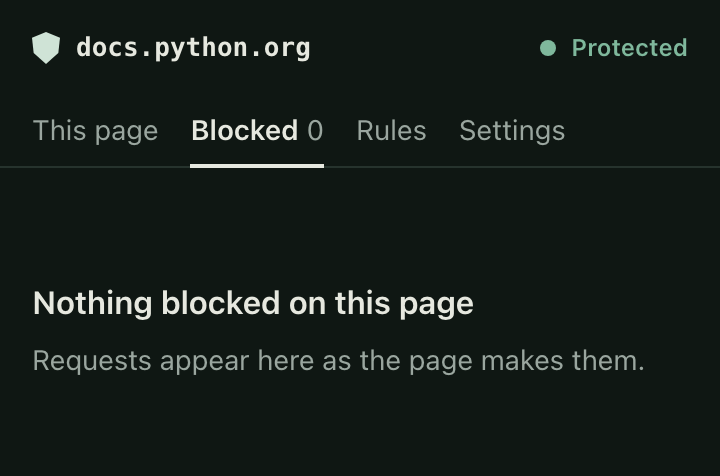 docs.python.org Protected
This page Blocked 0 Rules Settings
Nothing blocked on this page
Requests appear here as the page makes them.